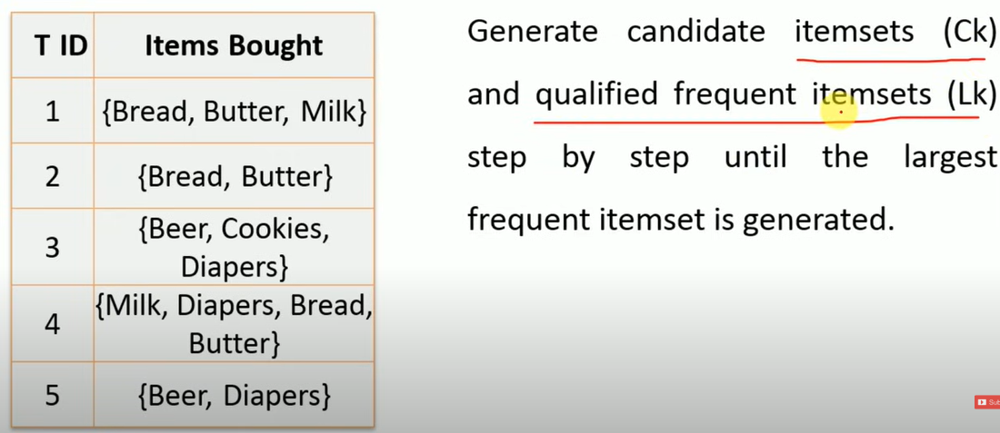 T ID Items Bought
1 {Bread, Butter, Milk}
2 {Bread, Butter}
3 {Beer, Cookies,
Diapers}
4 {Milk, Diapers, Bread,
Butter}
5 {Beer, Diapers}
Generate candidate itemsets (Ck)
and qualified frequent itemsets (Lk)
step by step until the largest
frequent itemset is generated.
Sub